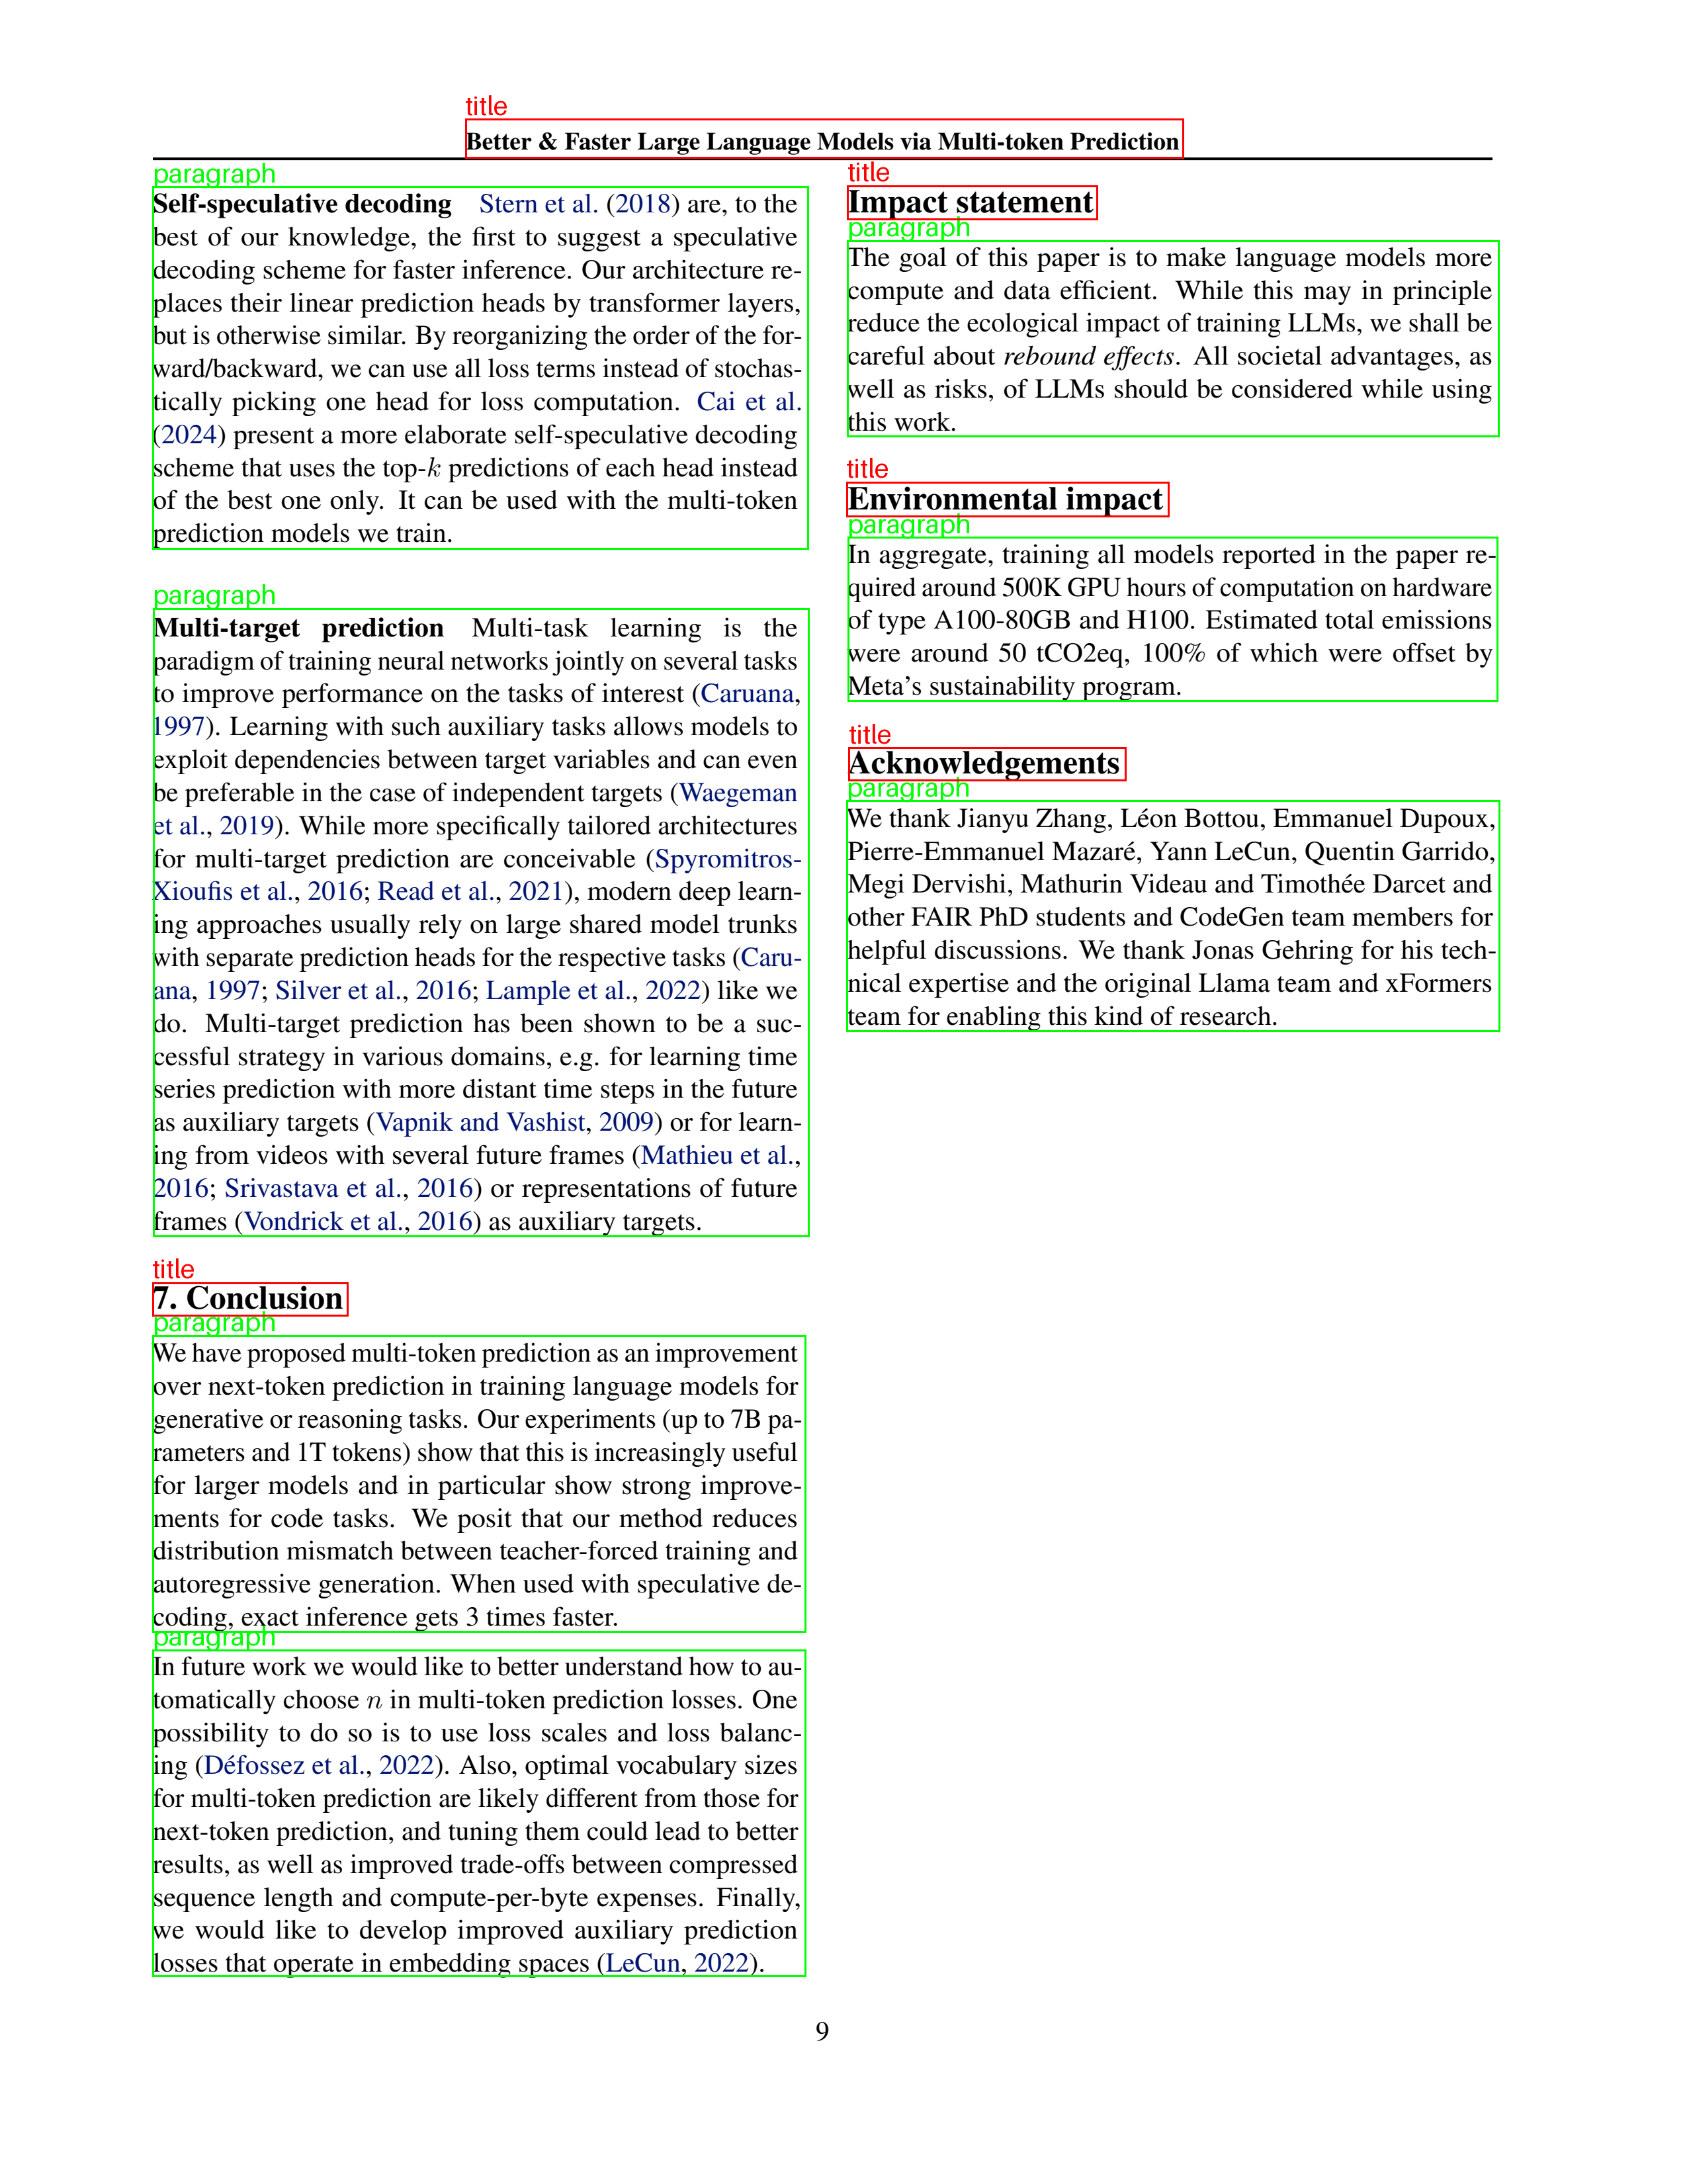 title
Better & Faster Large Language Models via Multi-token Prediction
paragraph
Self-speculative decoding Stern et al. (2018) are, to the
best of our knowledge, the first to suggest a speculative
decoding scheme for faster inference. Our architecture re-
places their linear prediction heads by transformer layers,
but is otherwise similar. By reorganizing the order of the for-
ward/backward, we can use all loss terms instead of stochas-
tically picking one head for loss computation. Cai et al.
(2024) present a more elaborate self-speculative decoding
scheme that uses the top-k predictions of each head instead
of the best one only. It can be used with the multi-token
prediction models we train.
paragraph
Multi-target prediction Multi-task learning is the
paradigm of training neural networks jointly on several tasks
to improve performance on the tasks of interest (Caruana,
1997). Learning with such auxiliary tasks allows models to
exploit dependencies between target variables and can even
be preferable in the case of independent targets (Waegeman
et al., 2019). While more specifically tailored architectures
for multi-target prediction are conceivable (Spyromitros-
Xioufis et al., 2016; Read et al., 2021), modern deep learn-
ing approaches usually rely on large shared model trunks
with separate prediction heads for the respective tasks (Caru-
ana, 1997; Silver et al., 2016; Lample et al., 2022) like we
do. Multi-target prediction has been shown to be a suc-
cessful strategy in various domains, e.g. for learning time
series prediction with more distant time steps in the future
as auxiliary targets (Vapnik and Vashist, 2009) or for learn-
ing from videos with several future frames (Mathieu et al.,
2016; Srivastava et al., 2016) or representations of future
frames (Vondrick et al., 2016) as auxiliary targets.
title
7. Conclusion
paragraph
We have proposed multi-token prediction as an improvement
over next-token prediction in training language models for
generative or reasoning tasks. Our experiments (up to 7B pa-
rameters and 1T tokens) show that this is increasingly useful
for larger models and in particular show strong improve-
ments for code tasks. We posit that our method reduces
distribution mismatch between teacher-forced training and
autoregressive generation. When used with speculative de-
coding, exact inference gets 3 times faster.
paragraph
In future work we would like to better understand how to au-
tomatically choose n in multi-token prediction losses. One
possibility to do so is to use loss scales and loss balanc-
ing (Défossez et al., 2022). Also, optimal vocabulary sizes
for multi-token prediction are likely different from those for
next-token prediction, and tuning them could lead to better
results, as well as improved trade-offs between compressed
sequence length and compute-per-byte expenses. Finally,
we would like to develop improved auxiliary prediction
losses that operate in embedding spaces (LeCun, 2022).
title
Impact statement
paragraph
The goal of this paper is to make language models more
compute and data efficient. While this may in principle
reduce the ecological impact of training LLMs, we shall be
careful about rebound effects. All societal advantages, as
well as risks, of LLMs should be considered while using
this work.
title
Environmental impact
paragraph
In aggregate, training all models reported in the paper re-
quired around 500K GPU hours of computation on hardware
of type A100-80GB and H100. Estimated total emissions
were around 50 tCO2eq, 100% of which were offset by
Meta's sustainability program.
title
Acknowledgements
paragraph
We thank Jianyu Zhang, Léon Bottou, Emmanuel Dupoux,
Pierre-Emmanuel Mazaré, Yann LeCun, Quentin Garrido,
Megi Dervishi, Mathurin Videau and Timothée Darcet and
other FAIR PhD students and CodeGen team members for
helpful discussions. We thank Jonas Gehring for his tech-
nical expertise and the original Llama team and xFormers
team for enabling this kind of research.
9